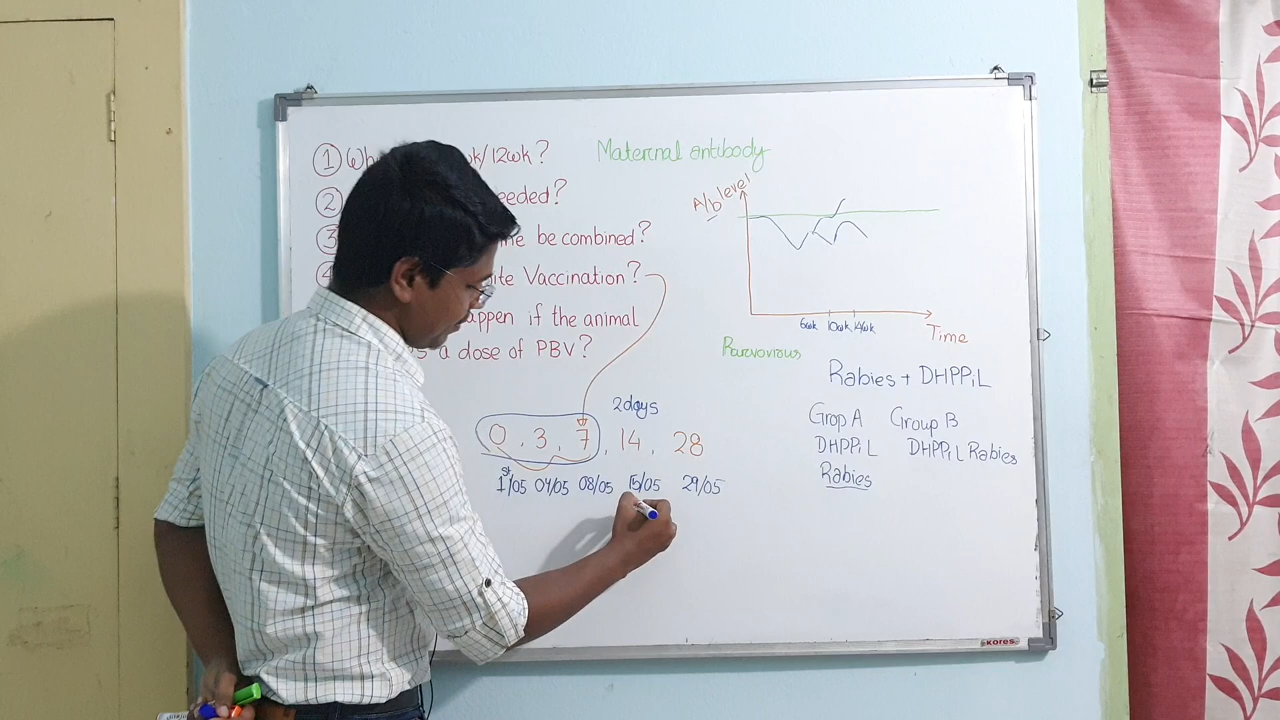 ① Wh wk/12wk?
② eeded?
③ ne be combined?
④ ite Vaccination?
appen if the animal
s a dose of PBV?
Maternal antibody
A/b level
6wk 10wk 14wk
Time
Parvovirus
Rabies + DHPPiL
Grop A Group B
DHPPiL DHPPiL Rabies
Rabies
2days
0, 3, 7, 14, 28
1st/05 04/05 08/05 15/05 29/05
KORES